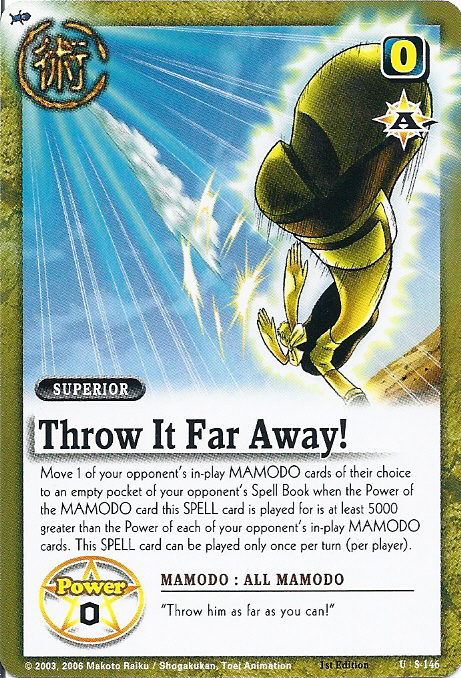 術
0
A
SUPERIOR
Throw It Far Away!
Move 1 of your opponent's in-play MAMODO cards of their choice
to an empty pocket of your opponent's Spell Book when the Power of
the MAMODO card this SPELL card is played for is at least 5000
greater than the Power of each of your opponent's in-play MAMODO
cards. This SPELL card can be played only once per turn (per player).
Power
0
MAMODO : ALL MAMODO
"Throw him as far as you can!"
© 2003, 2006 Makoto Raiku / Shogakukan, Toei Animation 1st Edition U | S-146